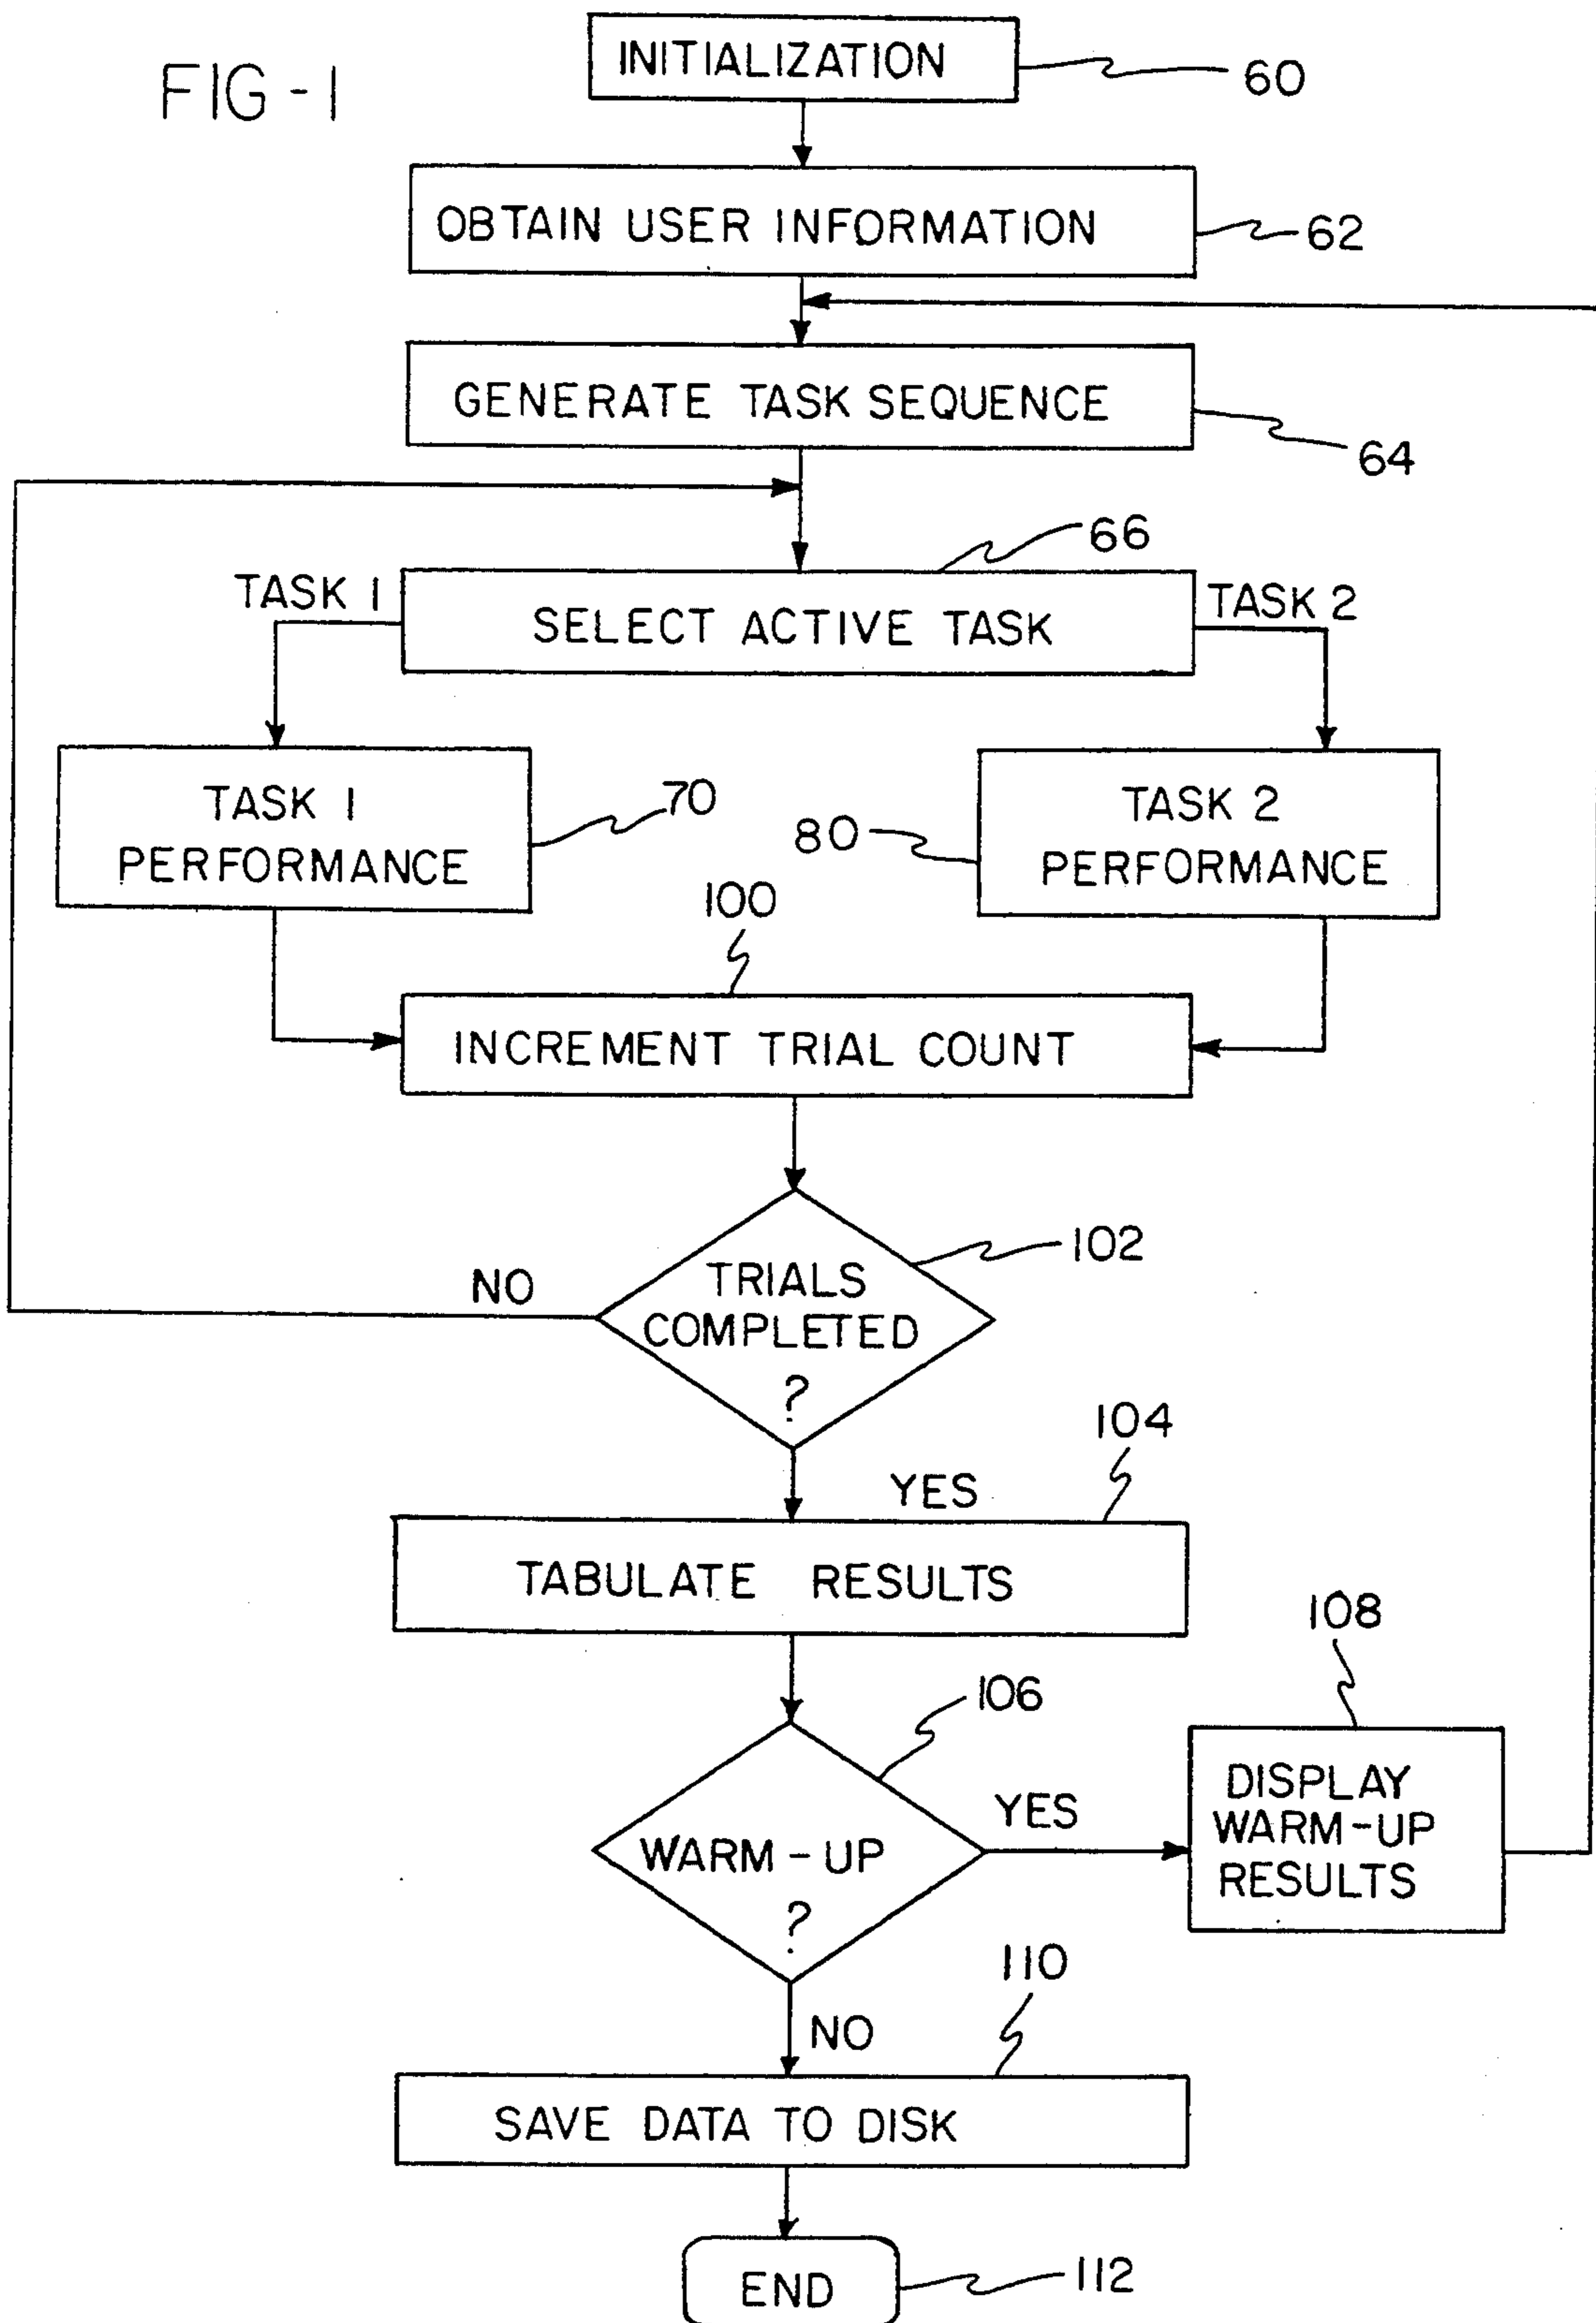 FIG-1
INITIALIZATION
60
OBTAIN USER INFORMATION
62
GENERATE TASK SEQUENCE
64
66
TASK 1
SELECT ACTIVE TASK
TASK 2
TASK 1
PERFORMANCE
70
80
TASK 2
PERFORMANCE
100
INCREMENT TRIAL COUNT
102
NO
TRIALS
COMPLETED
?
104
YES
TABULATE RESULTS
108
106
YES
WARM-UP
?
DISPLAY
WARM-UP
RESULTS
110
NO
SAVE DATA TO DISK
END
112